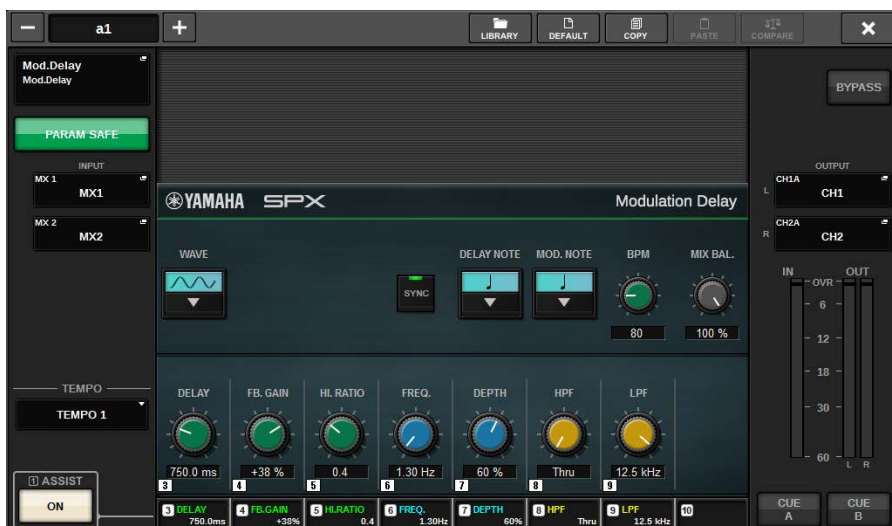 a1
LIBRARY DEFAULT COPY PASTE COMPARE
Mod.Delay
Mod.Delay
BYPASS
PARAM SAFE
INPUT
MX 1
MX1
MX 2
MX2
OUTPUT
L CH1A
CH1
R CH2A
CH2
YAMAHA SPX Modulation Delay
WAVE DELAY NOTE MOD. NOTE BPM MIX BAL.
SYNC
80 100 %
IN OUT
OVR
6
12
18
30
60
L R
TEMPO
TEMPO 1
DELAY FB. GAIN HI. RATIO FREQ. DEPTH HPF LPF
750.0 ms +38 % 0.4 1.30 Hz 60 % Thru 12.5 kHz
3 4 5 6 7 8 9
1 ASSIST
ON
3 DELAY 4 FB.GAIN 5 HI.RATIO 6 FREQ. 7 DEPTH 8 HPF 9 LPF 10
750.0ms +38% 0.4 1.30Hz 60% Thru 12.5 kHz
CUE A
CUE B